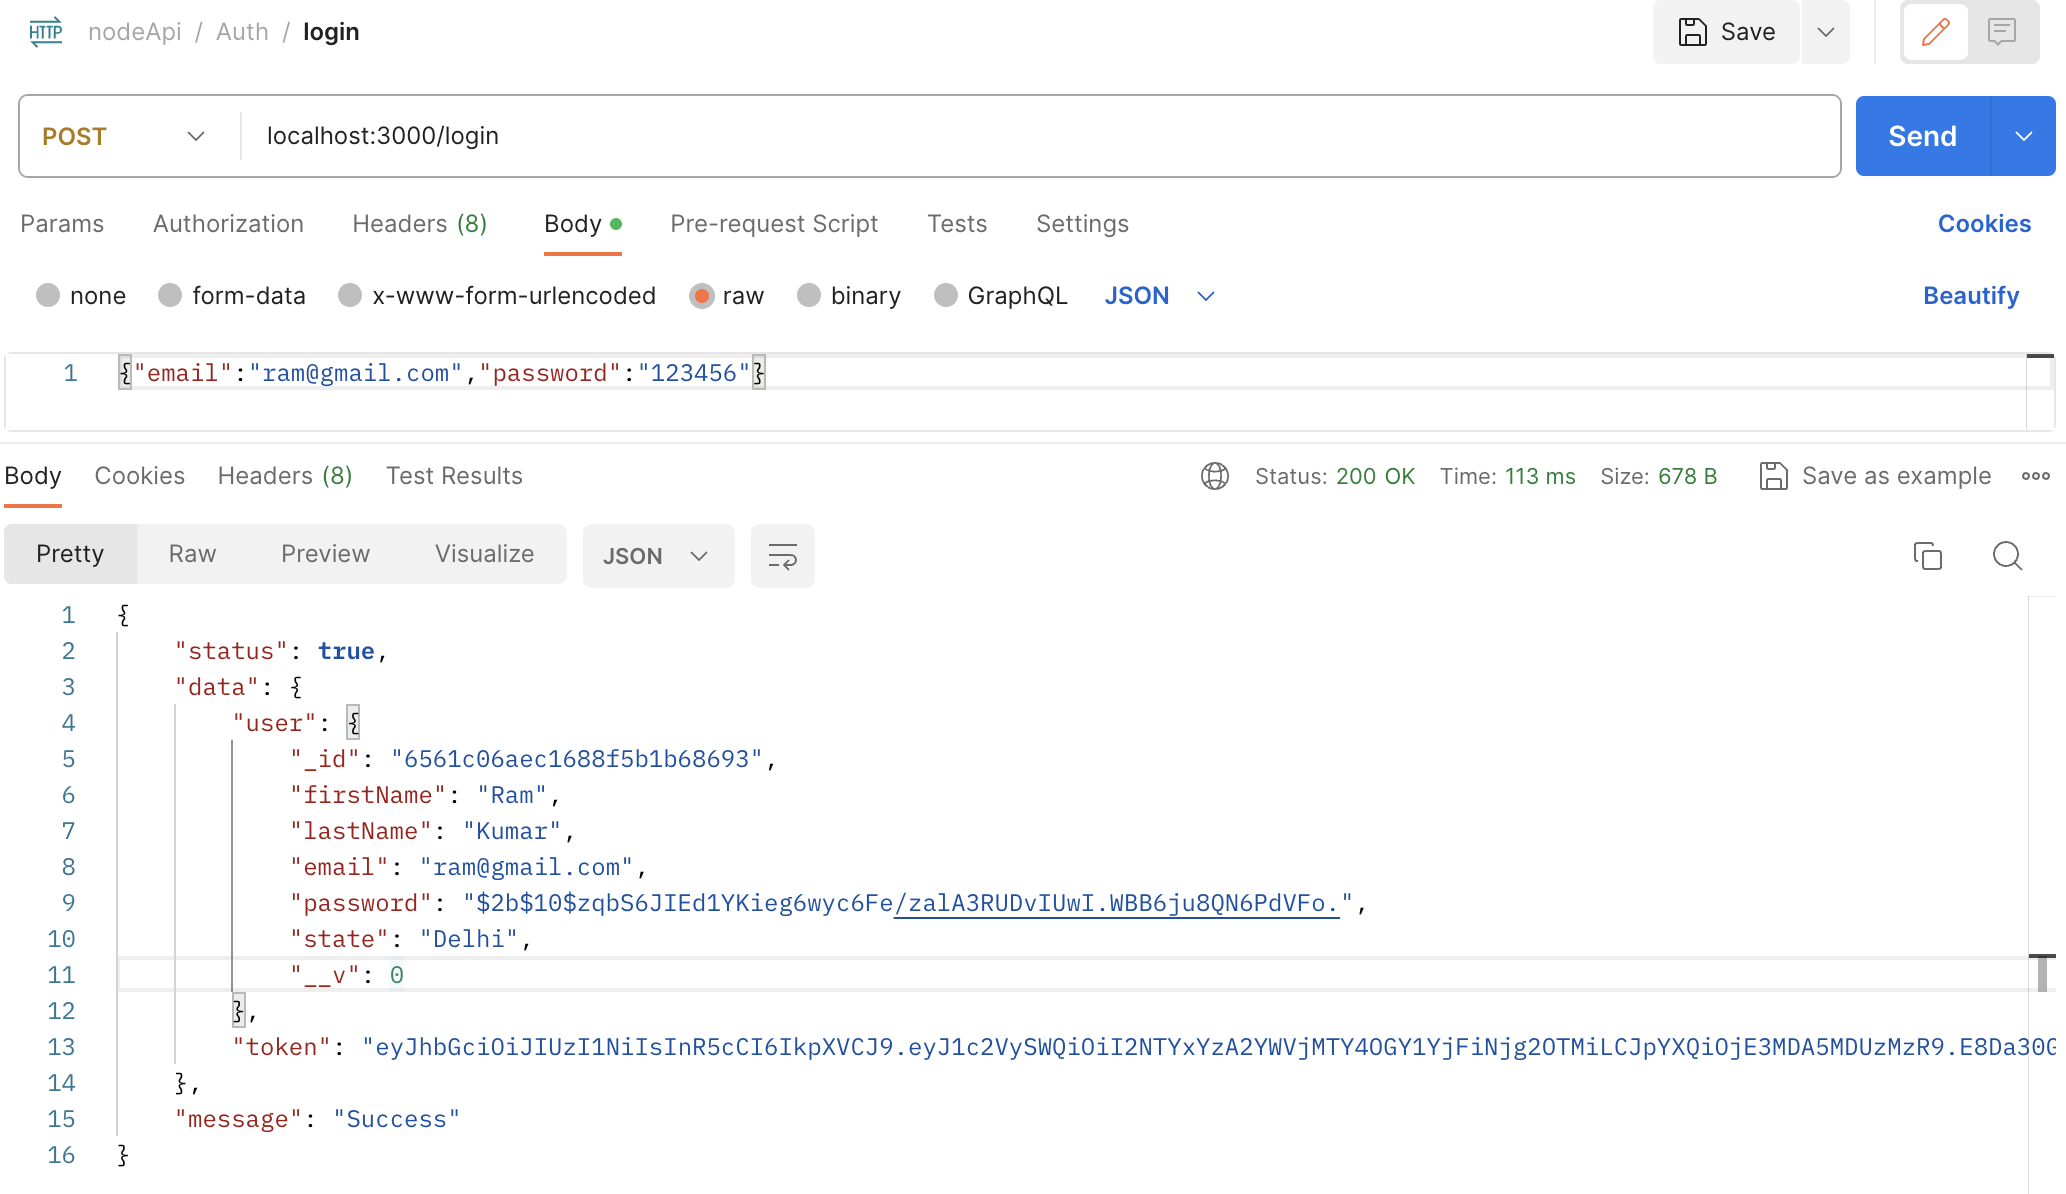 HTTP nodeApi / Auth / login Save
POST localhost:3000/login Send
Params Authorization Headers (8) Body Pre-request Script Tests Settings Cookies
none form-data x-www-form-urlencoded raw binary GraphQL JSON Beautify
1 {"email":"ram@gmail.com","password":"123456"}
Body Cookies Headers (8) Test Results Status: 200 OK Time: 113 ms Size: 678 B Save as example
Pretty Raw Preview Visualize JSON
1 {
2 "status": true,
3 "data": {
4 "user": {
5 "_id": "6561c06aec1688f5b1b68693",
6 "firstName": "Ram",
7 "lastName": "Kumar",
8 "email": "ram@gmail.com",
9 "password": "$2b$10$zqbS6JIEd1YKieg6wyc6Fe/zalA3RUDvIUwI.WBB6ju8QN6PdVFo.",
10 "state": "Delhi",
11 "__v": 0
12 },
13 "token": "eyJhbGciOiJIUzI1NiIsInR5cCI6IkpXVCJ9.eyJ1c2VySWQiOiI2NTYxYzA2YWVjMTY4OGY1YjFiNjg2OTMiLCJpYXQiOjE3MDA5MDUzMzR9.E8Da30G
14 },
15 "message": "Success"
16 }